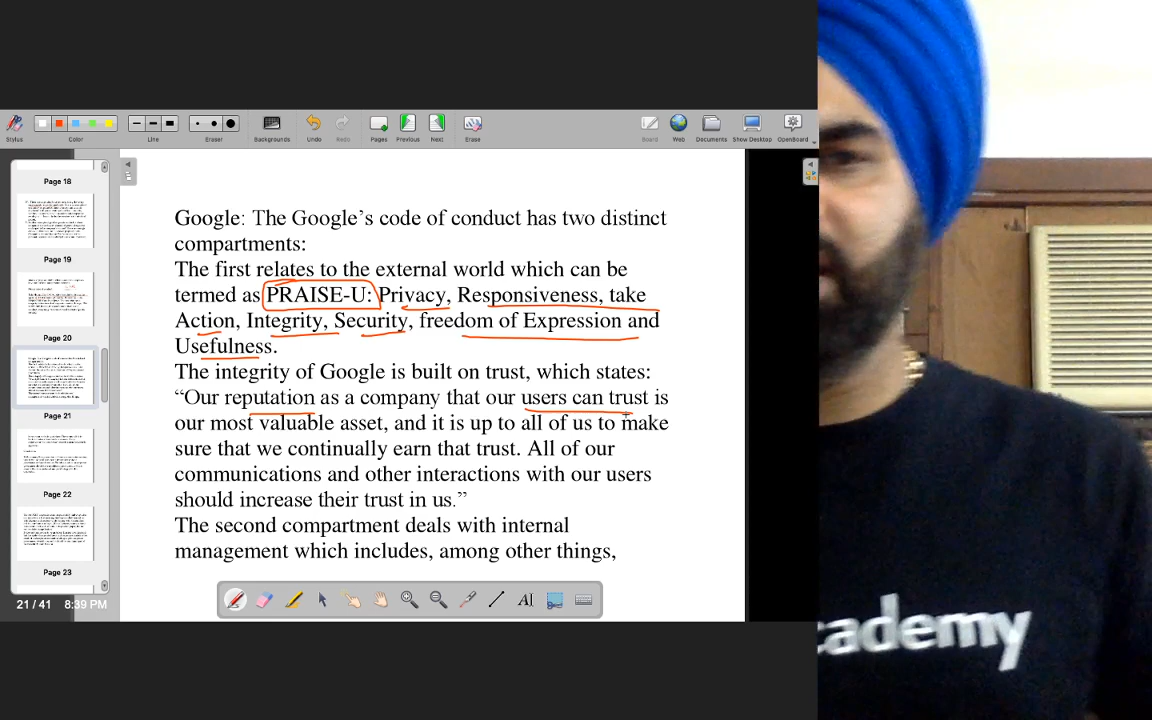 Stylus
Color
Line
Eraser
Backgrounds
Undo
Redo
Pages
Previous
Next
Erase
Board
Web
Documents
Show Desktop
OpenBoard
Page 18
Page 19
Page 20
Page 21
Page 22
Page 23
21 / 41 8:39 PM
Google: The Google’s code of conduct has two distinct
compartments:
The first relates to the external world which can be
termed as PRAISE-U: Privacy, Responsiveness, take
Action, Integrity, Security, freedom of Expression and
Usefulness.
The integrity of Google is built on trust, which states:
“Our reputation as a company that our users can trust is
our most valuable asset, and it is up to all of us to make
sure that we continually earn that trust. All of our
communications and other interactions with our users
should increase their trust in us.”
The second compartment deals with internal
management which includes, among other things,
AI
cademy